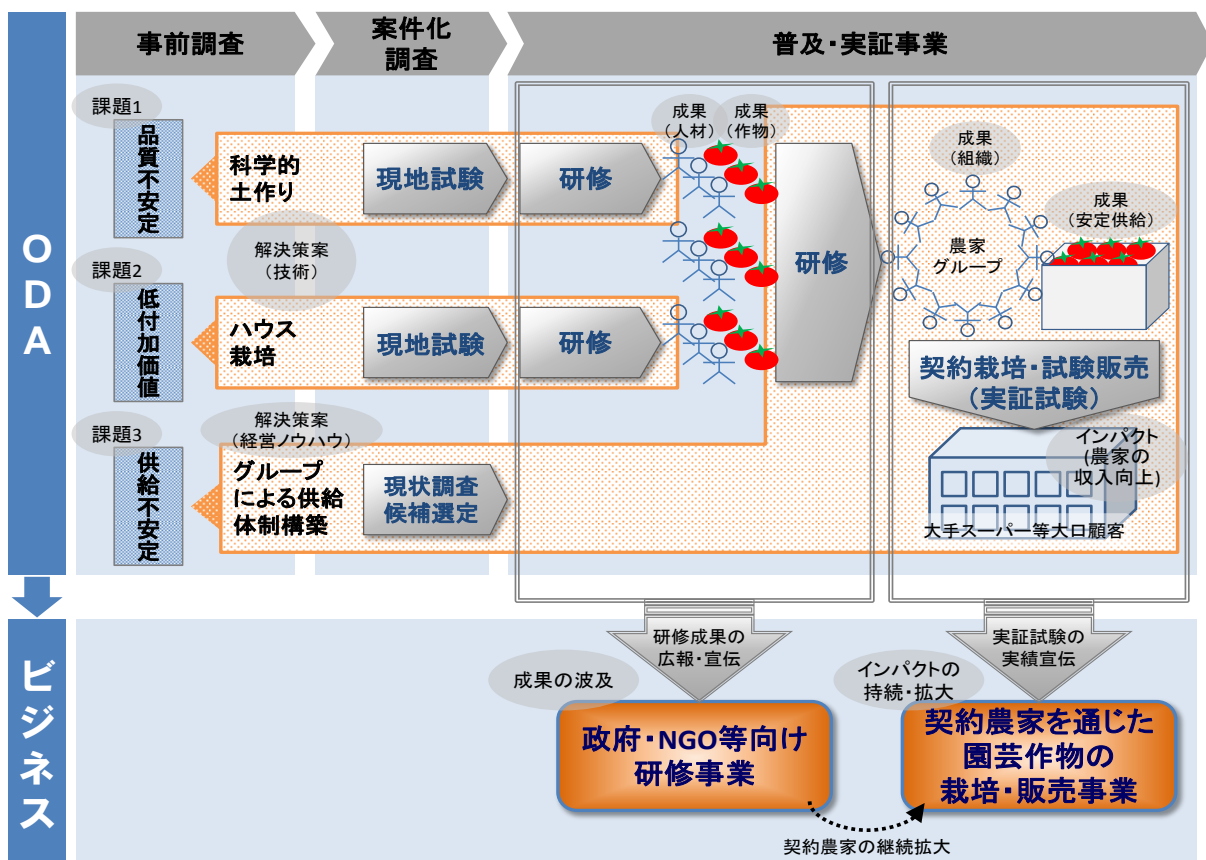 事前調査
案件化
調査
普及・実証事業
ODA
課題1
品質不安定
科学的
土作り
現地試験
研修
成果
(人材)
成果
(作物)
解決策案
(技術)
課題2
低付加価値
ハウス
栽培
現地試験
研修
研修
成果
(組織)
農家
グループ
成果
(安定供給)
契約栽培・試験販売
(実証試験)
インパクト
(農家の
収入向上)
大手スーパー等大口顧客
課題3
供給不安定
解決策案
(経営ノウハウ)
グループ
による供給
体制構築
現状調査
候補選定
ビジネス
研修成果の
広報・宣伝
実証試験の
実績宣伝
成果の波及
インパクトの
持続・拡大
政府・NGO等向け
研修事業
契約農家を通じた
園芸作物の
栽培・販売事業
契約農家の継続拡大